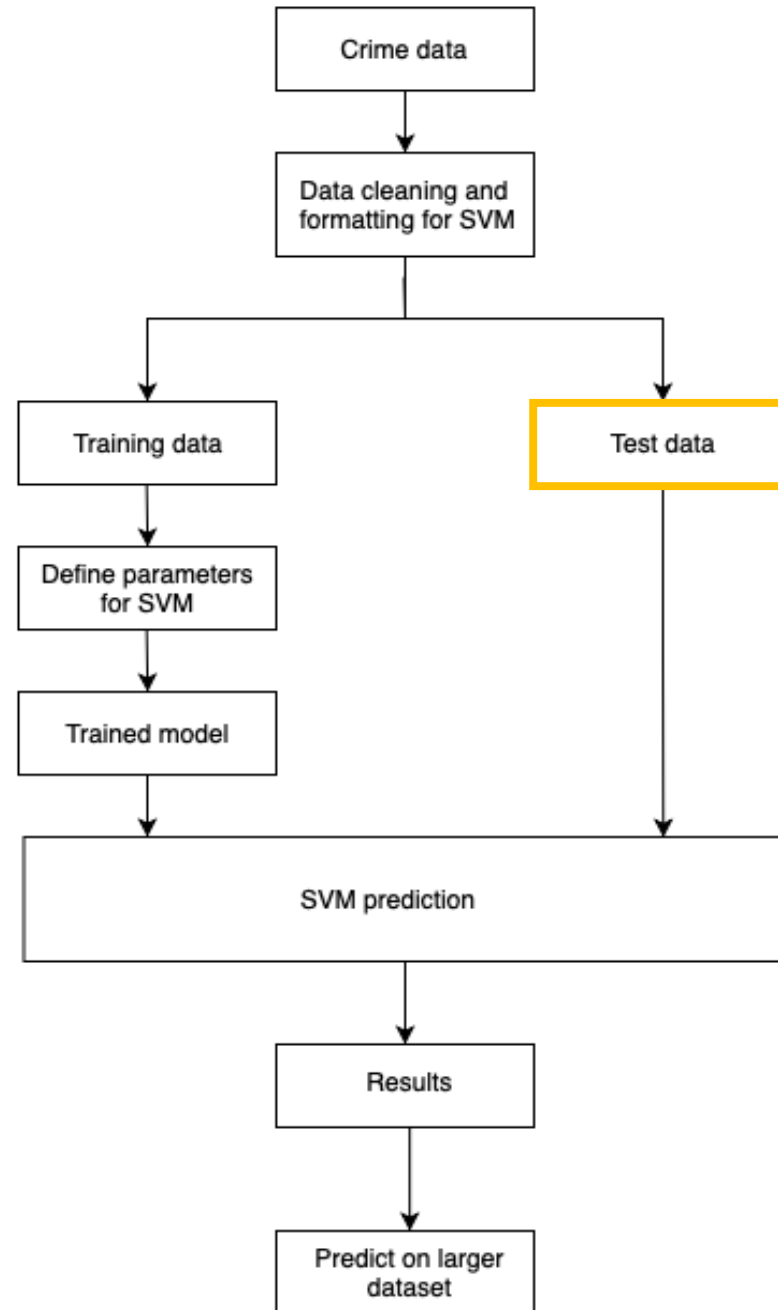 Crime data
Data cleaning and
formatting for SVM
Training data
Test data
Define parameters
for SVM
Trained model
SVM prediction
Results
Predict on larger
dataset